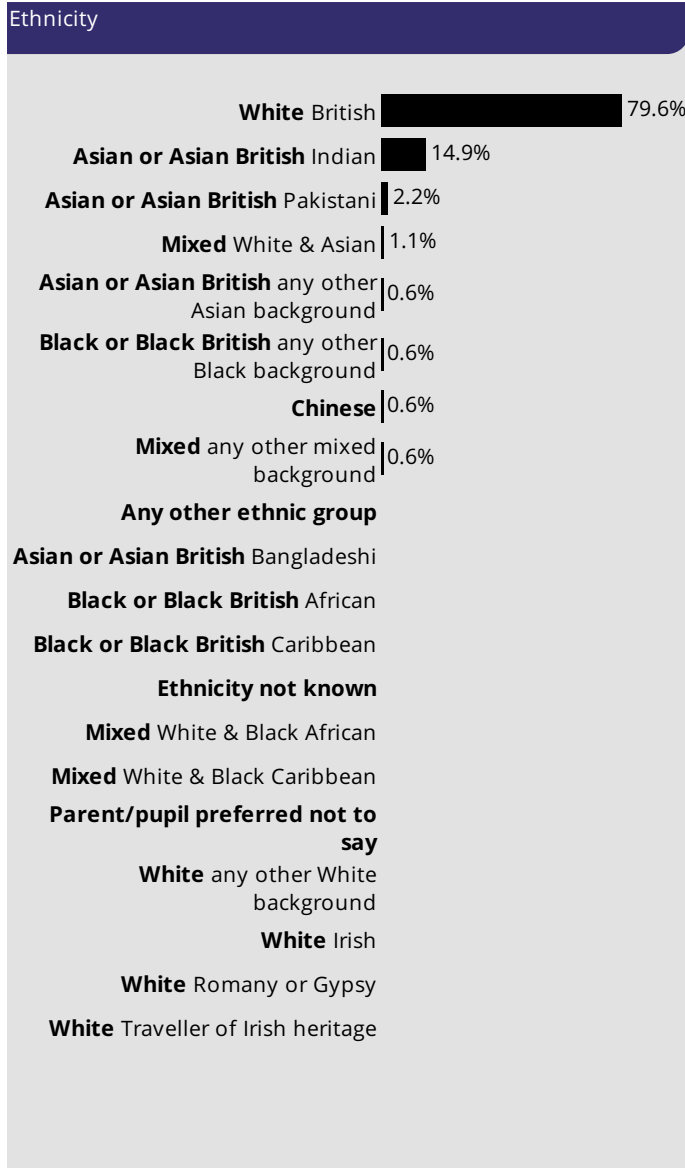 Ethnicity
White British 79.6%
Asian or Asian British Indian 14.9%
Asian or Asian British Pakistani 2.2%
Mixed White & Asian 1.1%
Asian or Asian British any other
Asian background 0.6%
Black or Black British any other
Black background 0.6%
Chinese 0.6%
Mixed any other mixed
background 0.6%
Any other ethnic group
Asian or Asian British Bangladeshi
Black or Black British African
Black or Black British Caribbean
Ethnicity not known
Mixed White & Black African
Mixed White & Black Caribbean
Parent/pupil preferred not to
say
White any other White
background
White Irish
White Romany or Gypsy
White Traveller of Irish heritage